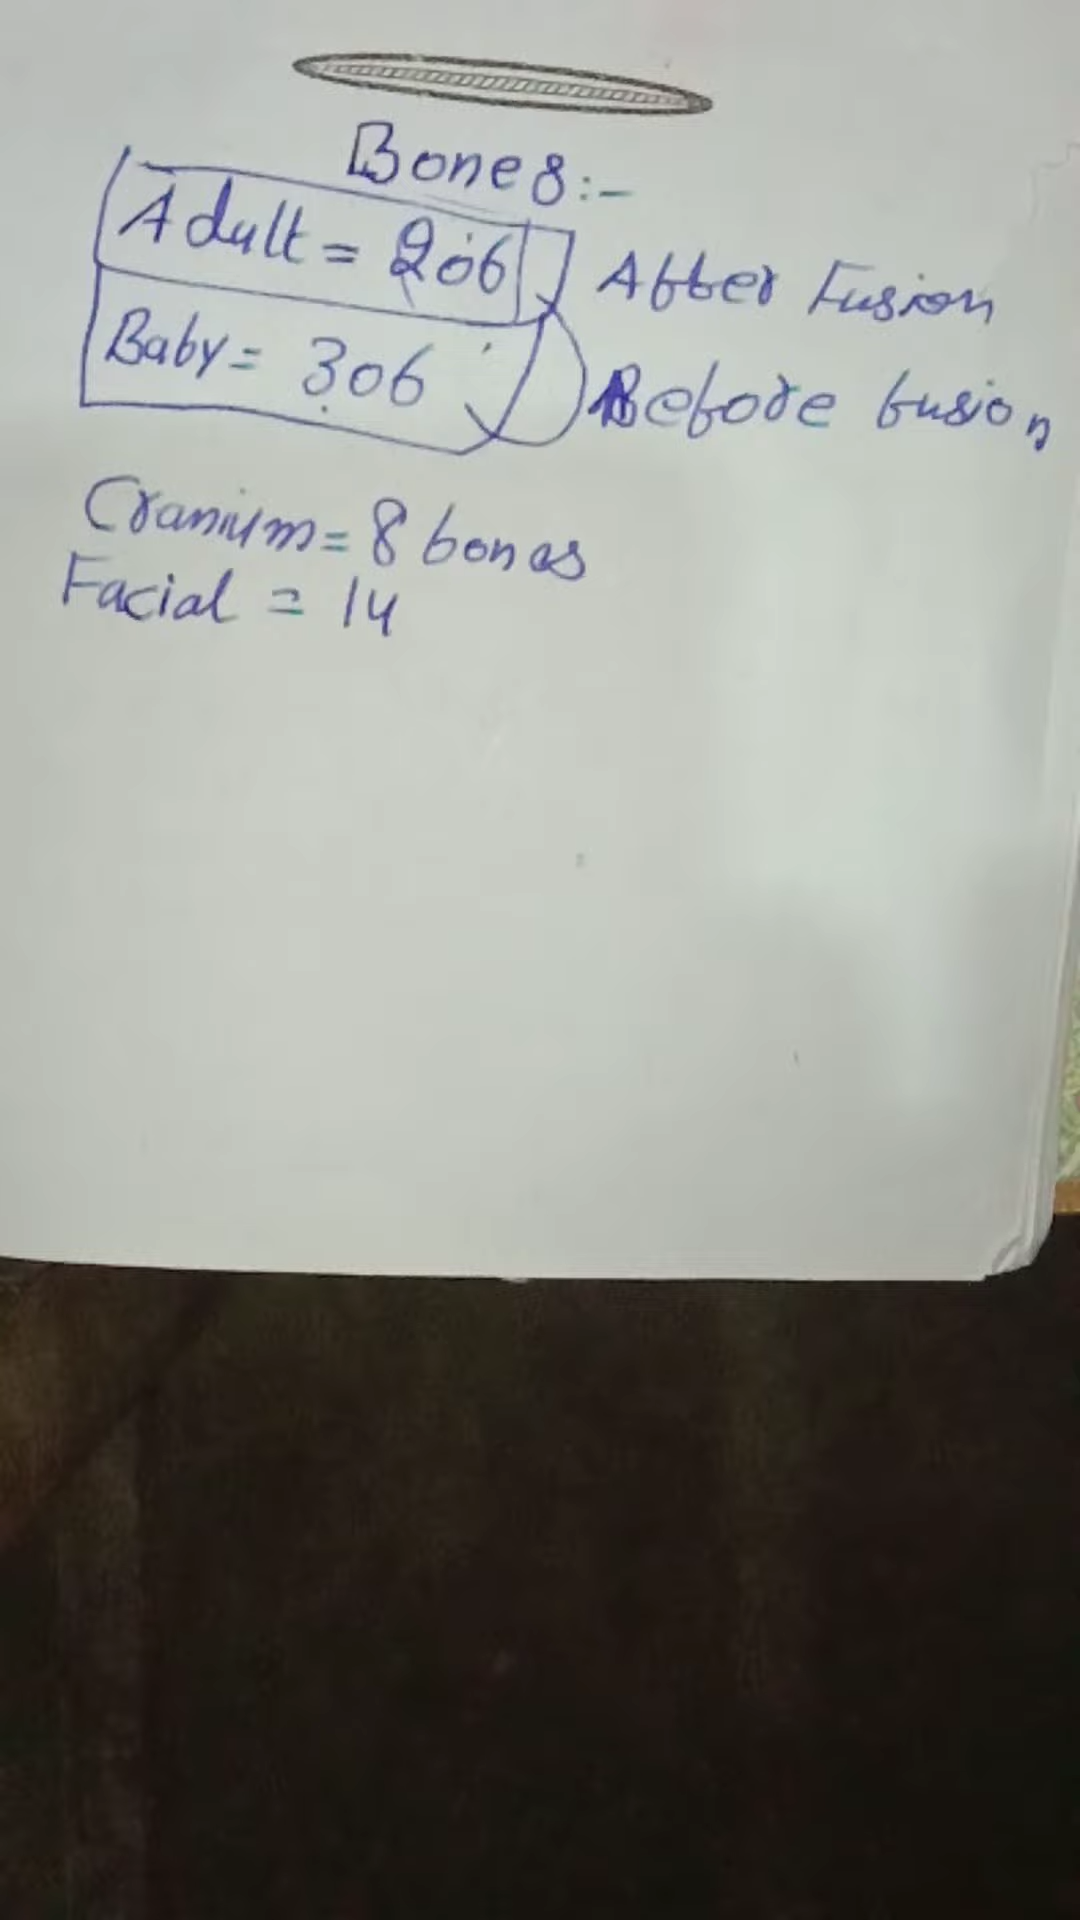 Bones:-
Adult = 206 After Fusion
Baby = 306 Before fusion
Cranium = 8 bones
Facial = 14